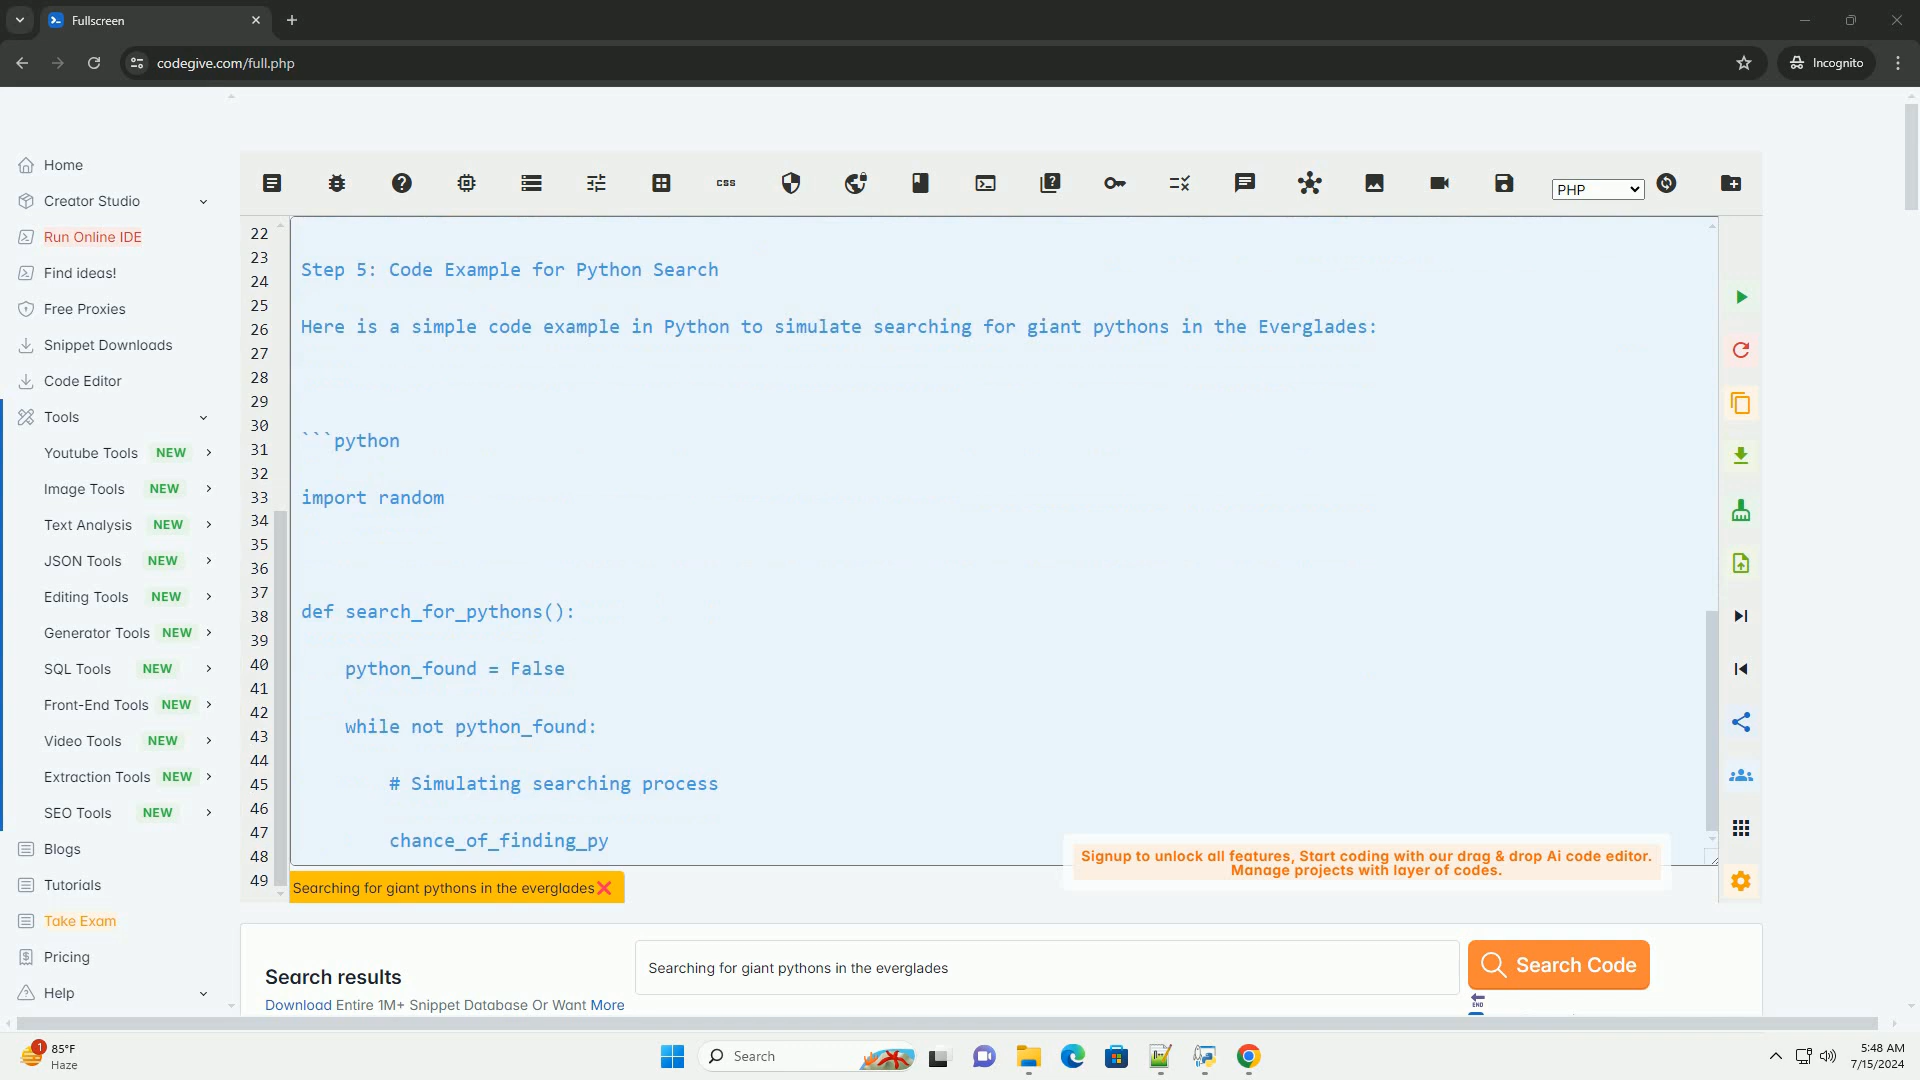 Fullscreen
codegive.com/full.php
Incognito
Home
Creator Studio
Run Online IDE
Find ideas!
Free Proxies
Snippet Downloads
Code Editor
Tools
Youtube Tools NEW
Image Tools NEW
Text Analysis NEW
JSON Tools NEW
Editing Tools NEW
Generator Tools NEW
SQL Tools NEW
Front-End Tools NEW
Video Tools NEW
Extraction Tools NEW
SEO Tools NEW
Blogs
Tutorials
Take Exam
Pricing
Help
css
PHP
22
23
24
25
26
27
28
29
30
31
32
33
34
35
36
37
38
39
40
41
42
43
44
45
46
47
48
49
Step 5: Code Example for Python Search
Here is a simple code example in Python to simulate searching for giant pythons in the Everglades:
```python
import random
def search_for_pythons():
python_found = False
while not python_found:
# Simulating searching process
chance_of_finding_py
Signup to unlock all features, Start coding with our drag & drop Ai code editor.
Manage projects with layer of codes.
Searching for giant pythons in the everglades
Search results
Download Entire 1M+ Snippet Database Or Want More
Searching for giant pythons in the everglades
Search Code
END
1
85°F
Haze
Search
5:48 AM
7/15/2024